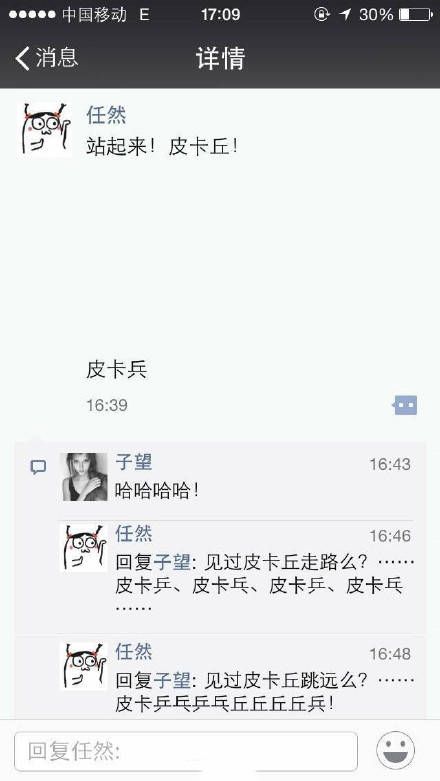 中国移动 E 17:09 30%
消息 详情
任然
站起来！皮卡丘！
皮卡兵
16:39
子望 16:43
哈哈哈哈！
任然 16:46
回复子望: 见过皮卡丘走路么？……
皮卡乒、皮卡乓、皮卡乒、皮卡乓
……
任然 16:48
回复子望: 见过皮卡丘跳远么？……
皮卡乒乓乒乓丘丘丘丘兵！
回复任然: